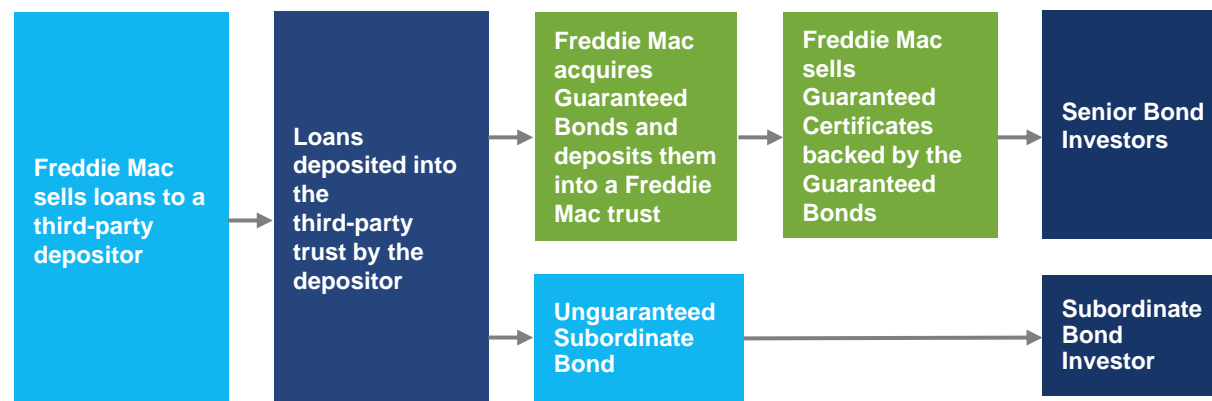 Freddie Mac
sells loans to a
third-party
depositor
Loans
deposited into
the
third-party
trust by the
depositor
Freddie Mac
acquires
Guaranteed
Bonds and
deposits them
into a Freddie
Mac trust
Freddie Mac
sells
Guaranteed
Certificates
backed by the
Guaranteed
Bonds
Senior Bond
Investors
Unguaranteed
Subordinate
Bond
Subordinate
Bond
Investor